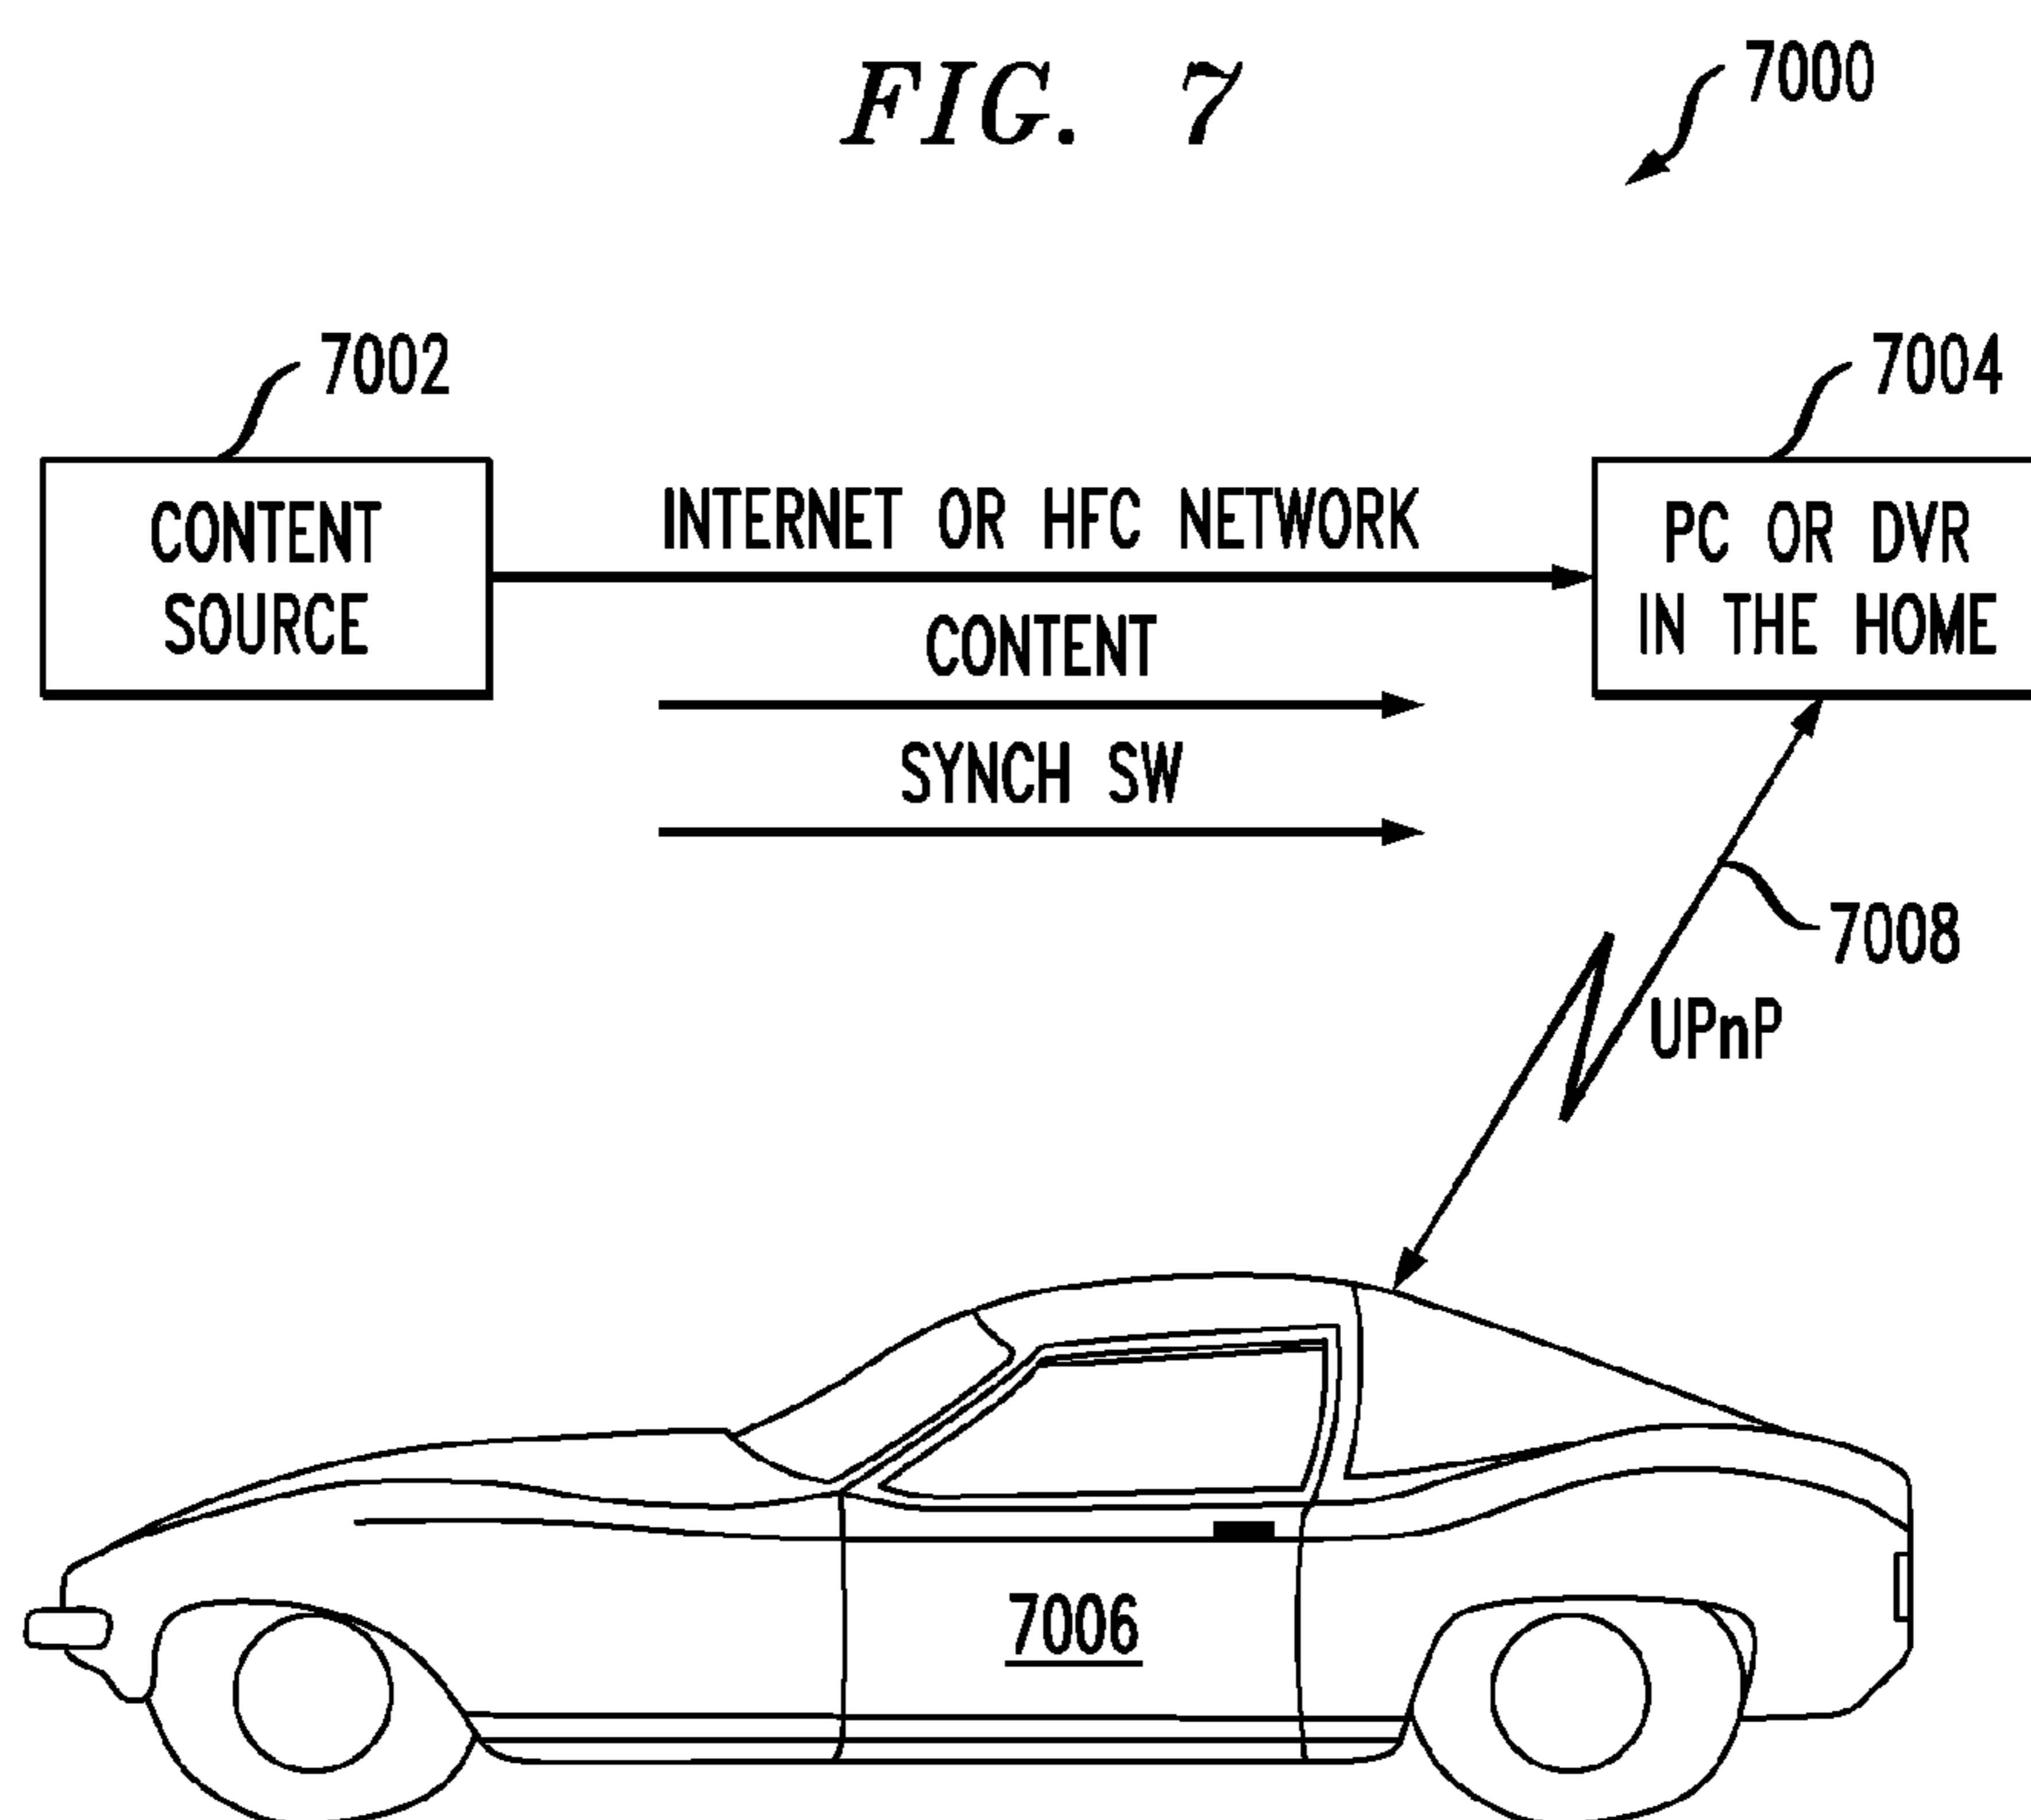 FIG. 7
7000
7002
7004
CONTENT
SOURCE
INTERNET OR HFC NETWORK
CONTENT
SYNCH SW
PC OR DVR
IN THE HOME
7008
UPnP
7006